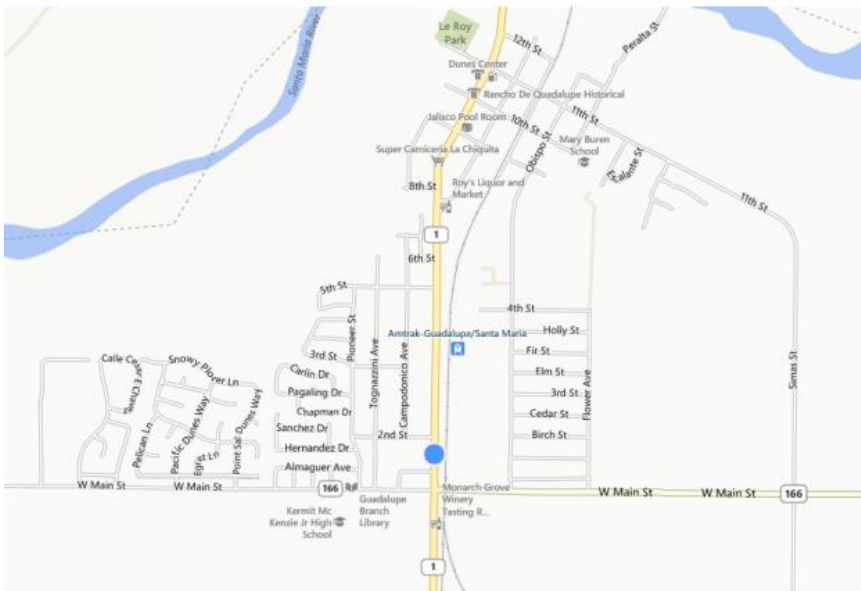 Le Roy
Park
12th St
Peralta St
Santa Maria River
Dunes Center
Rancho De Quadalupe Historical
11th St
Jalisco Pool Room
10th St
Obispo St
Mary Buren
School
Super Carniceria La Chiquita
Escalante St
8th St
Roy's Liquor and
Market
11th St
1
6th St
5th St
4th St
Pioneer St
Tognazzini Ave
Campodonico Ave
Amtrak-Guadalupe/Santa Maria
Holly St
Fir St
3rd St
Calle Cesar E Chavez
Snowy Plover Ln
Carlin Dr
Elm St
Simas St
Pagaling Dr
3rd St
Flower Ave
Chapman Dr
Cedar St
Pelican Ln
Pacific Dunes Way
Egret Ln
Point Sal Dunes Way
Sanchez Dr
2nd St
Birch St
Hernandez Dr
Almaguer Ave
W Main St
W Main St
166
Monarch Grove
Winery
Tasting R...
W Main St
W Main St
166
Guadalupe
Branch
Library
Kermit Mc
Kenzie Jr High
School
1